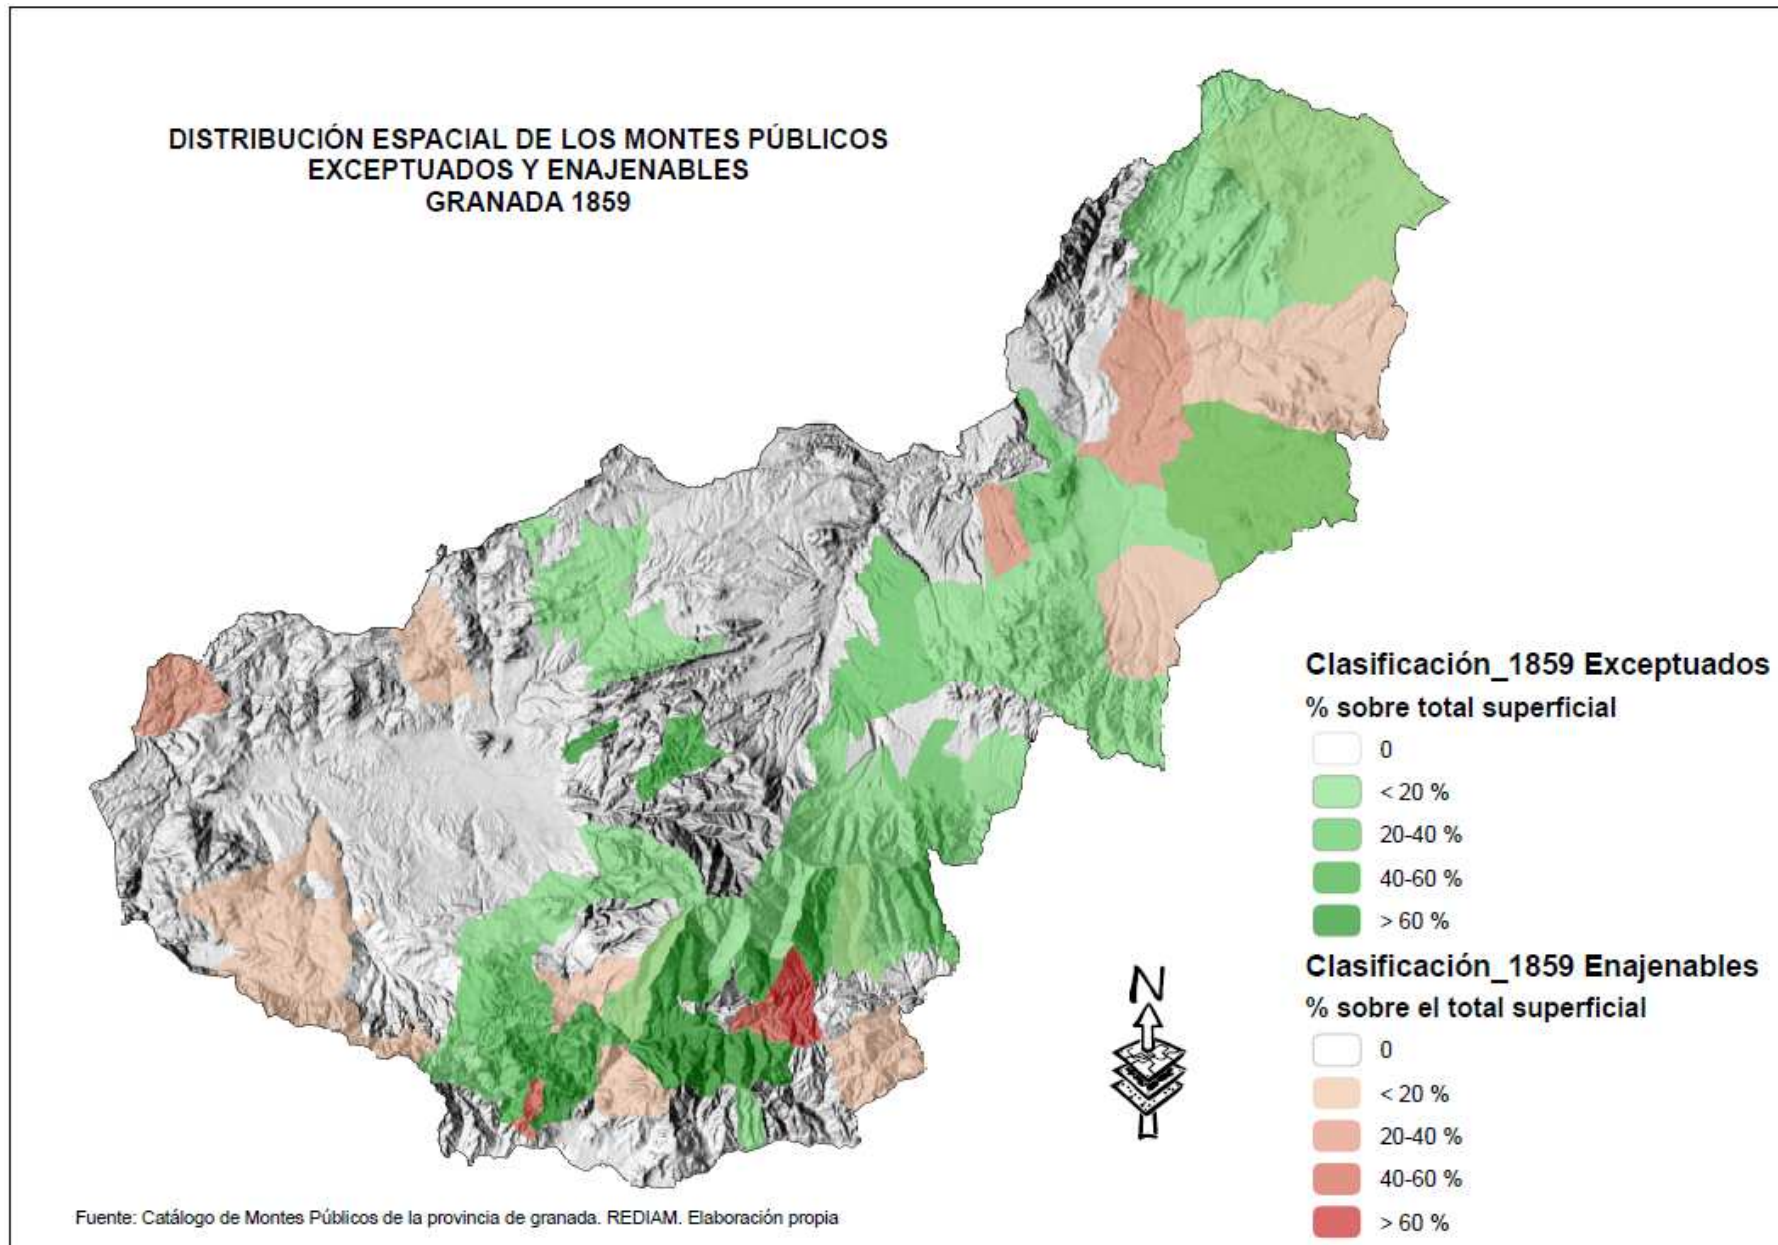 DISTRIBUCIÓN ESPACIAL DE LOS MONTES PÚBLICOS
EXCEPTUADOS Y ENAJENABLES
GRANADA 1859
Clasificación_1859 Exceptuados
% sobre total superficial
0
< 20 %
20-40 %
40-60 %
> 60 %
Clasificación_1859 Enajenables
% sobre el total superficial
0
< 20 %
20-40 %
40-60 %
> 60 %
N
Fuente: Catálogo de Montes Públicos de la provincia de granada. REDIAM. Elaboración propia